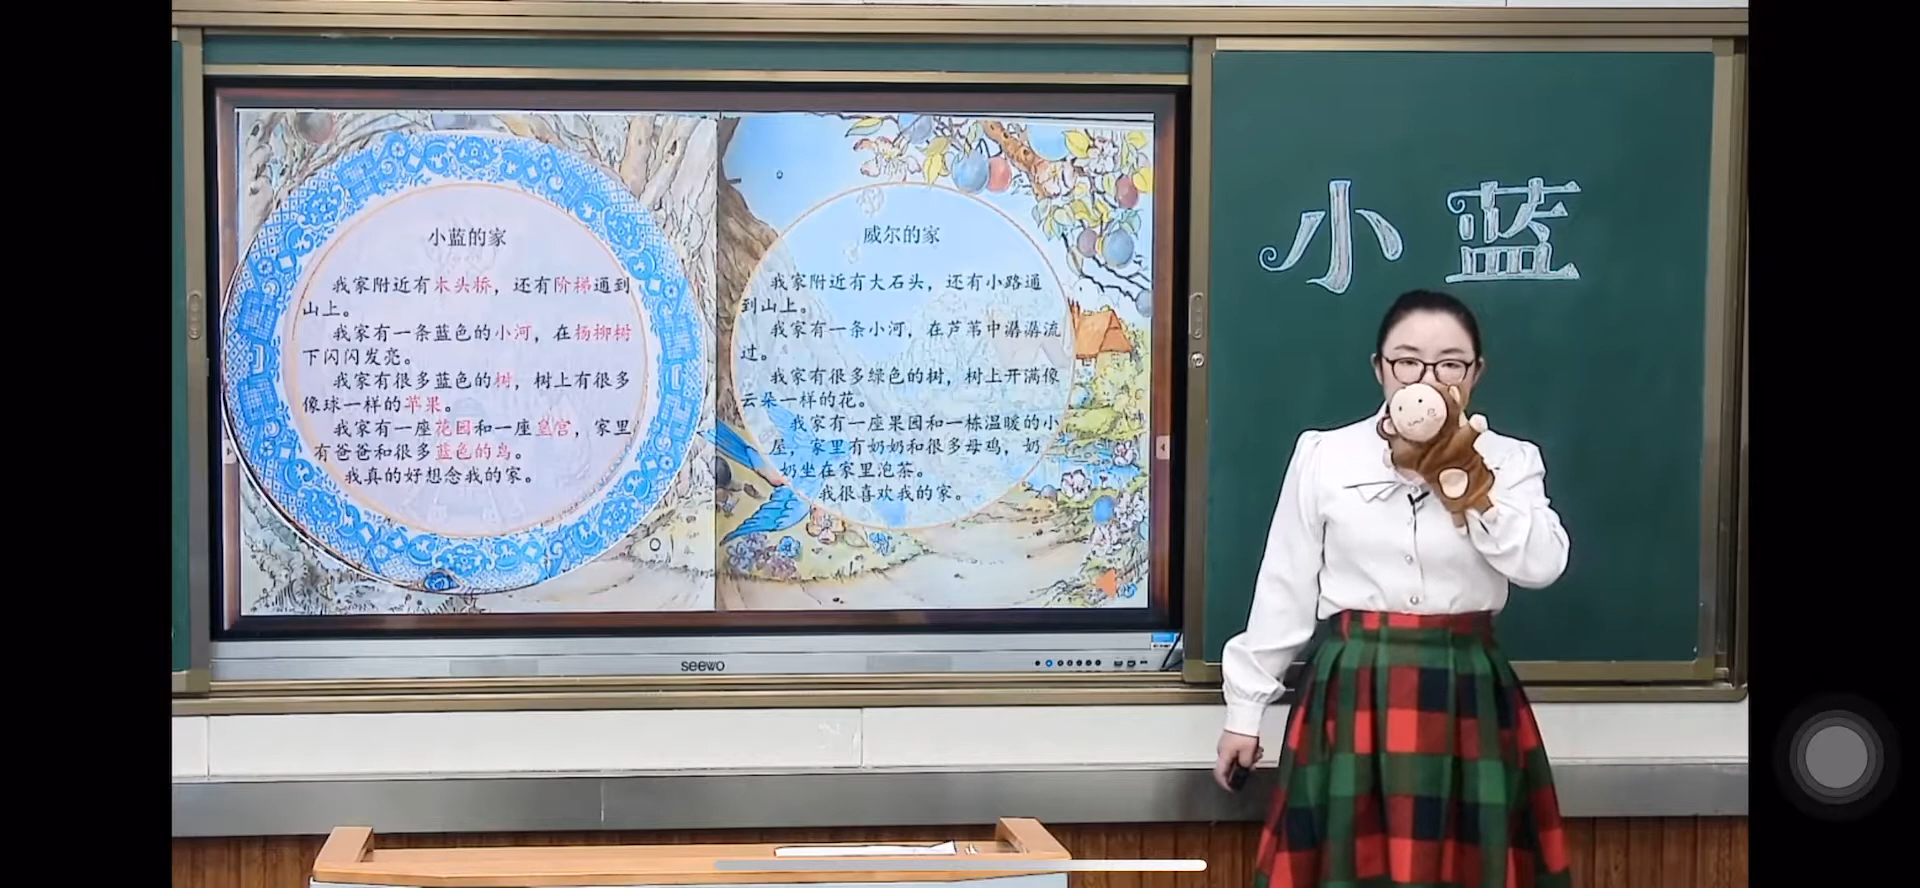 小蓝的家
我家附近有木头桥，还有阶梯通到
山上。
我家有一条蓝色的小河，在杨柳树
下闪闪发亮。
我家有很多蓝色的树，树上有很多
像球一样的苹果。
我家有一座花园和一座皇宫，家里
有爸爸和很多蓝色的鸟。
我真的好想念我的家。
威尔的家
我家附近有大石头，还有小路通
到山上。
我家有一条小河，在芦苇中潺潺流
过。
我家有很多绿色的树，树上开满像
云朵一样的花。
我家有一座果园和一栋温暖的小
屋，家里有奶奶和很多母鸡，奶
奶坐在家里泡茶。
我很喜欢我的家。
小蓝
seewo